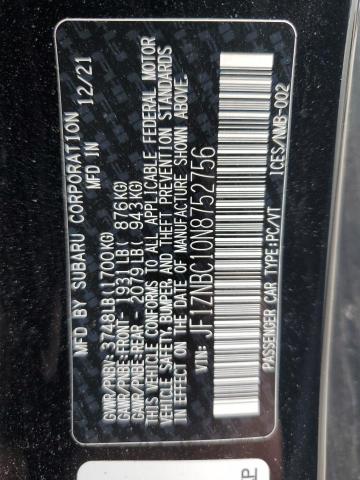 MFD BY SUBARU CORPORATION 12/21
GVWR/PNBV: 3748LB(1700KG)
GAWR/PNBE:FRONT- 1931LB( 876KG)
GAWR/PNBE:REAR - 2079LB( 943KG)
THIS VEHICLE CONFORMS TO ALL APPLICABLE FEDERAL MOTOR
VEHICLE SAFETY,BUMPER, AND THEFT PREVENTION STANDARDS
IN EFFECT ON THE DATE OF MANUFACTURE SHOWN ABOVE.
VIN: JF1ZNBC10N8752756
PASSENGER CAR TYPE:PC/VT ICES/NMB-002